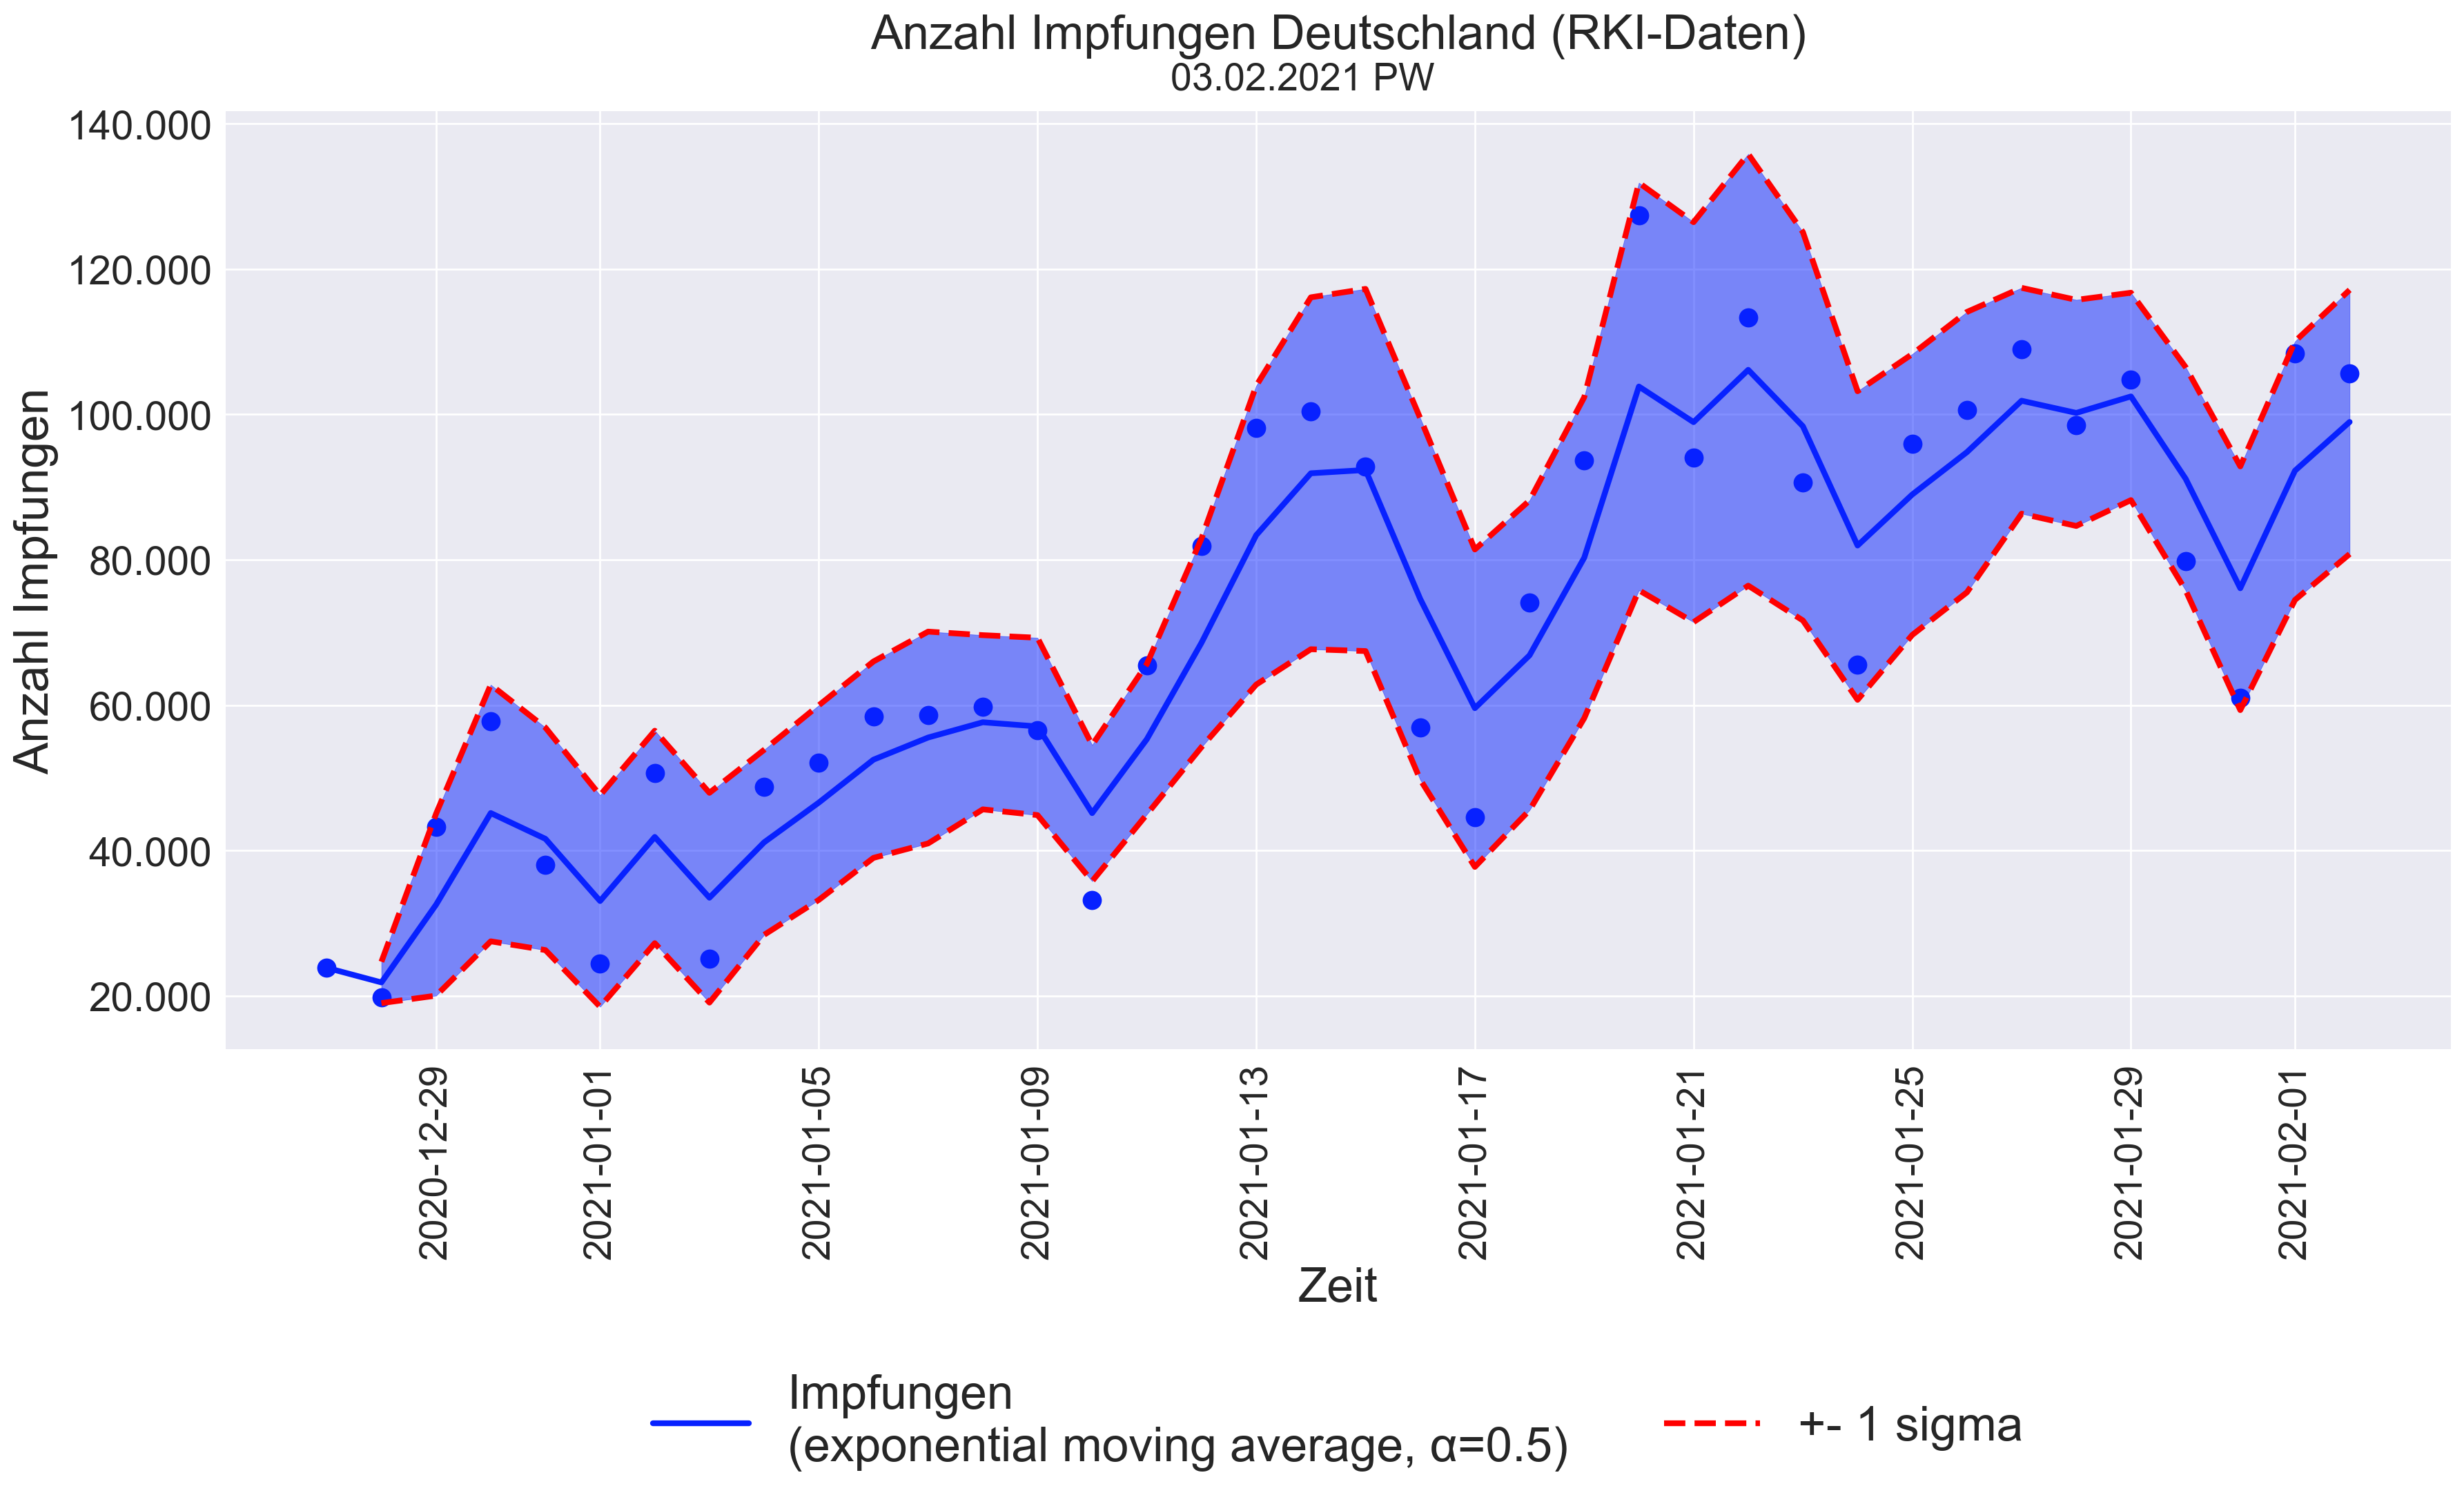 Anzahl Impfungen Deutschland (RKI-Daten)
03.02.2021 PW
Anzahl Impfungen
140.000
120.000
100.000
80.000
60.000
40.000
20.000
2020-12-29
2021-01-01
2021-01-05
2021-01-09
2021-01-13
2021-01-17
2021-01-21
2021-01-25
2021-01-29
2021-02-01
Zeit
Impfungen
(exponential moving average, α=0.5)
+- 1 sigma